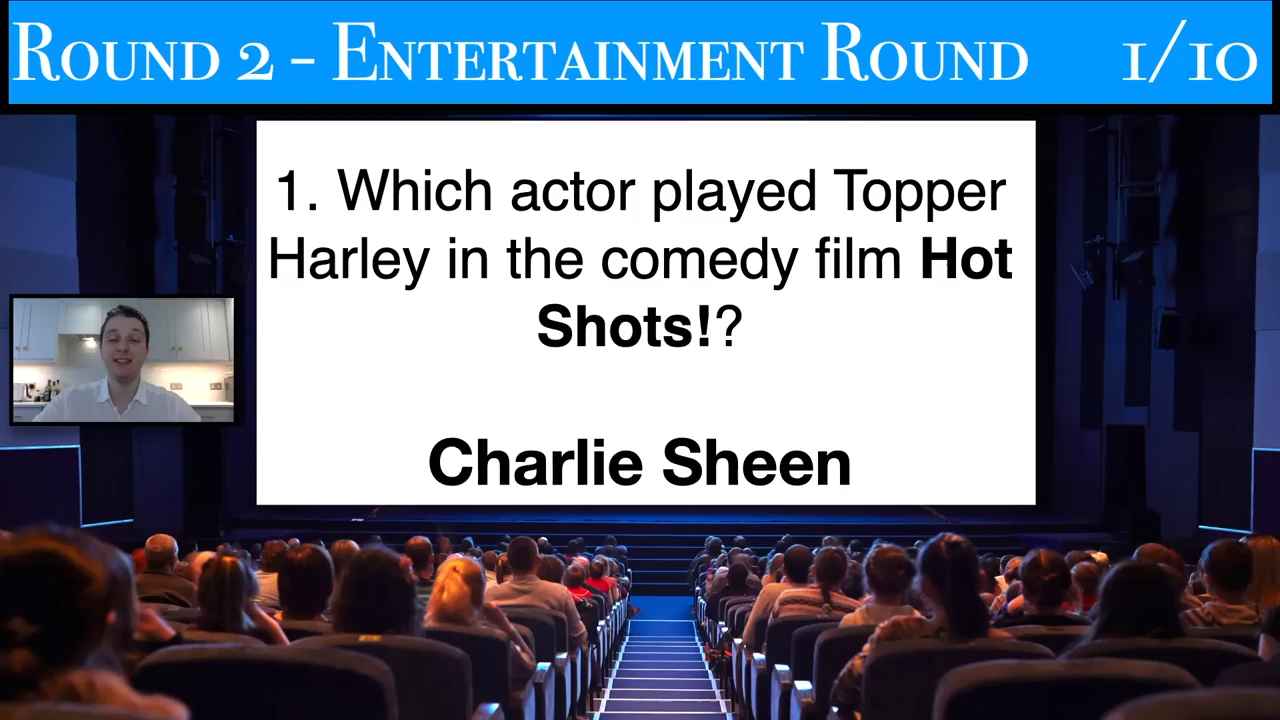 Round 2 - Entertainment Round 1/10
1. Which actor played Topper
Harley in the comedy film Hot
Shots!?
Charlie Sheen